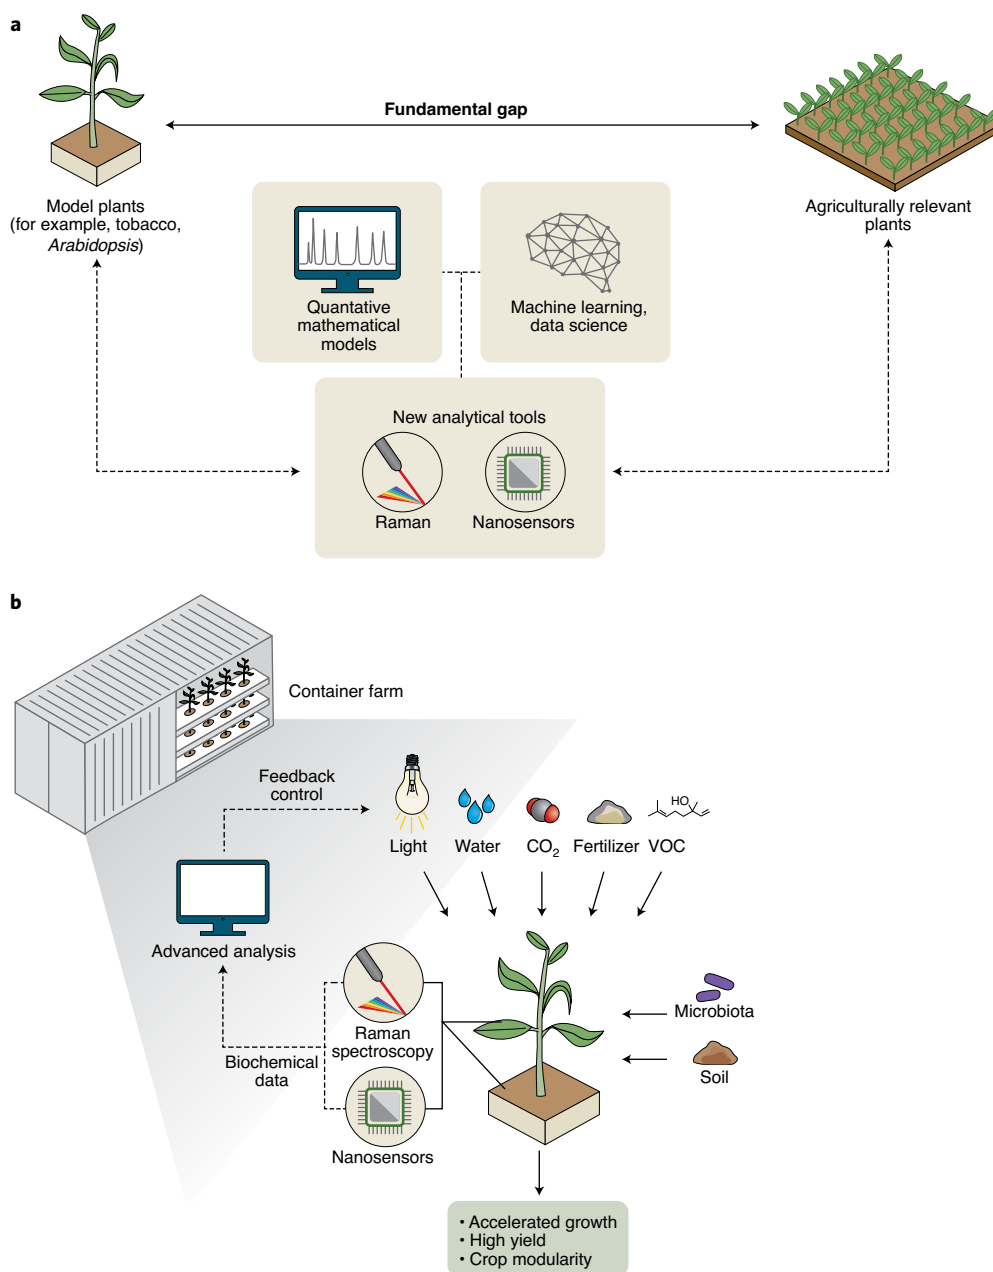 a
Fundamental gap
Model plants
(for example, tobacco,
Arabidopsis)
Agriculturally relevant
plants
Quantative
mathematical
models
Machine learning,
data science
New analytical tools
Raman
Nanosensors
b
Container farm
Feedback
control
Light
Water
CO₂
Fertilizer
HO
VOC
Advanced analysis
Biochemical
data
Raman
spectroscopy
Nanosensors
Microbiota
Soil
• Accelerated growth
• High yield
• Crop modularity